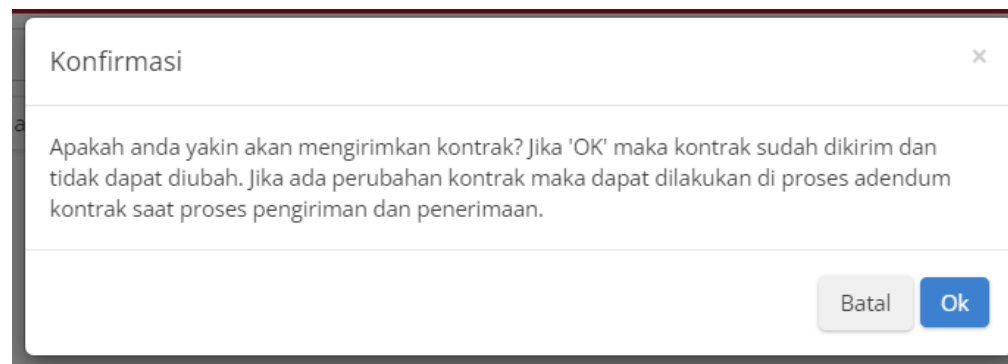 Konfirmasi
×
Apakah anda yakin akan mengirimkan kontrak? Jika 'OK' maka kontrak sudah dikirim dan
tidak dapat diubah. Jika ada perubahan kontrak maka dapat dilakukan di proses adendum
kontrak saat proses pengiriman dan penerimaan.
Batal
Ok